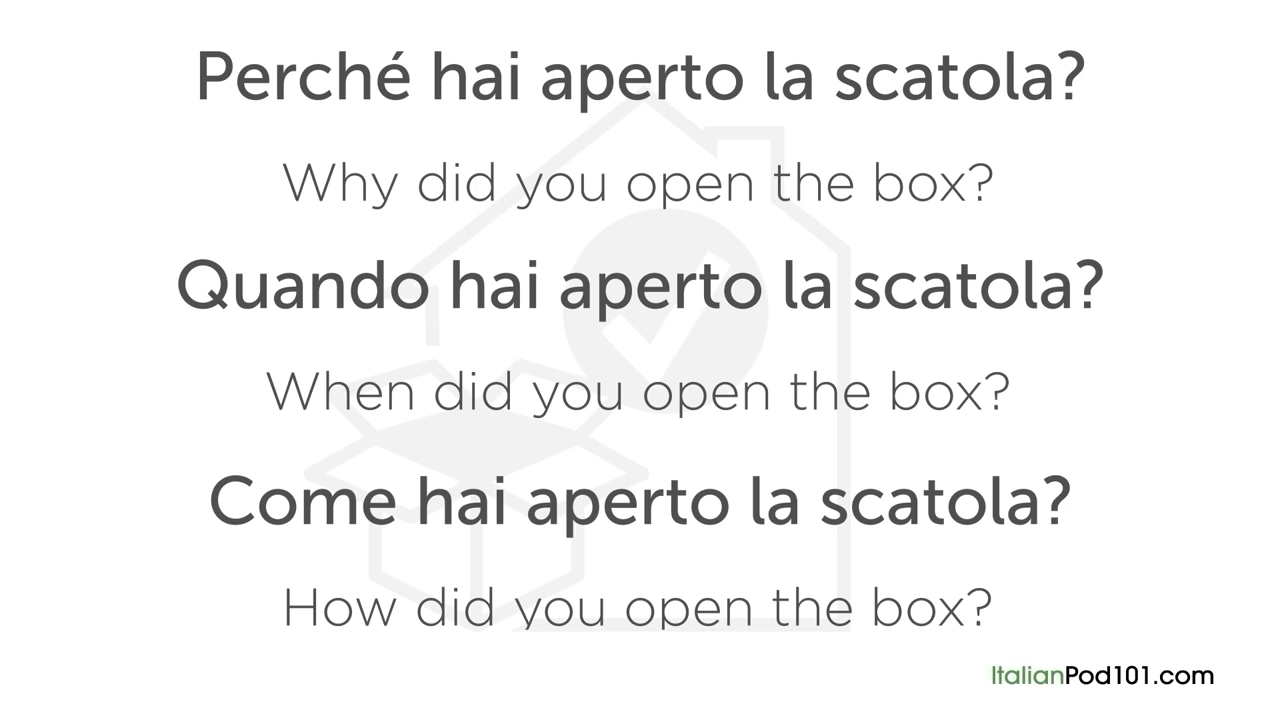 Perché hai aperto la scatola?
Why did you open the box?
Quando hai aperto la scatola?
When did you open the box?
Come hai aperto la scatola?
How did you open the box?
ItalianPod101.com